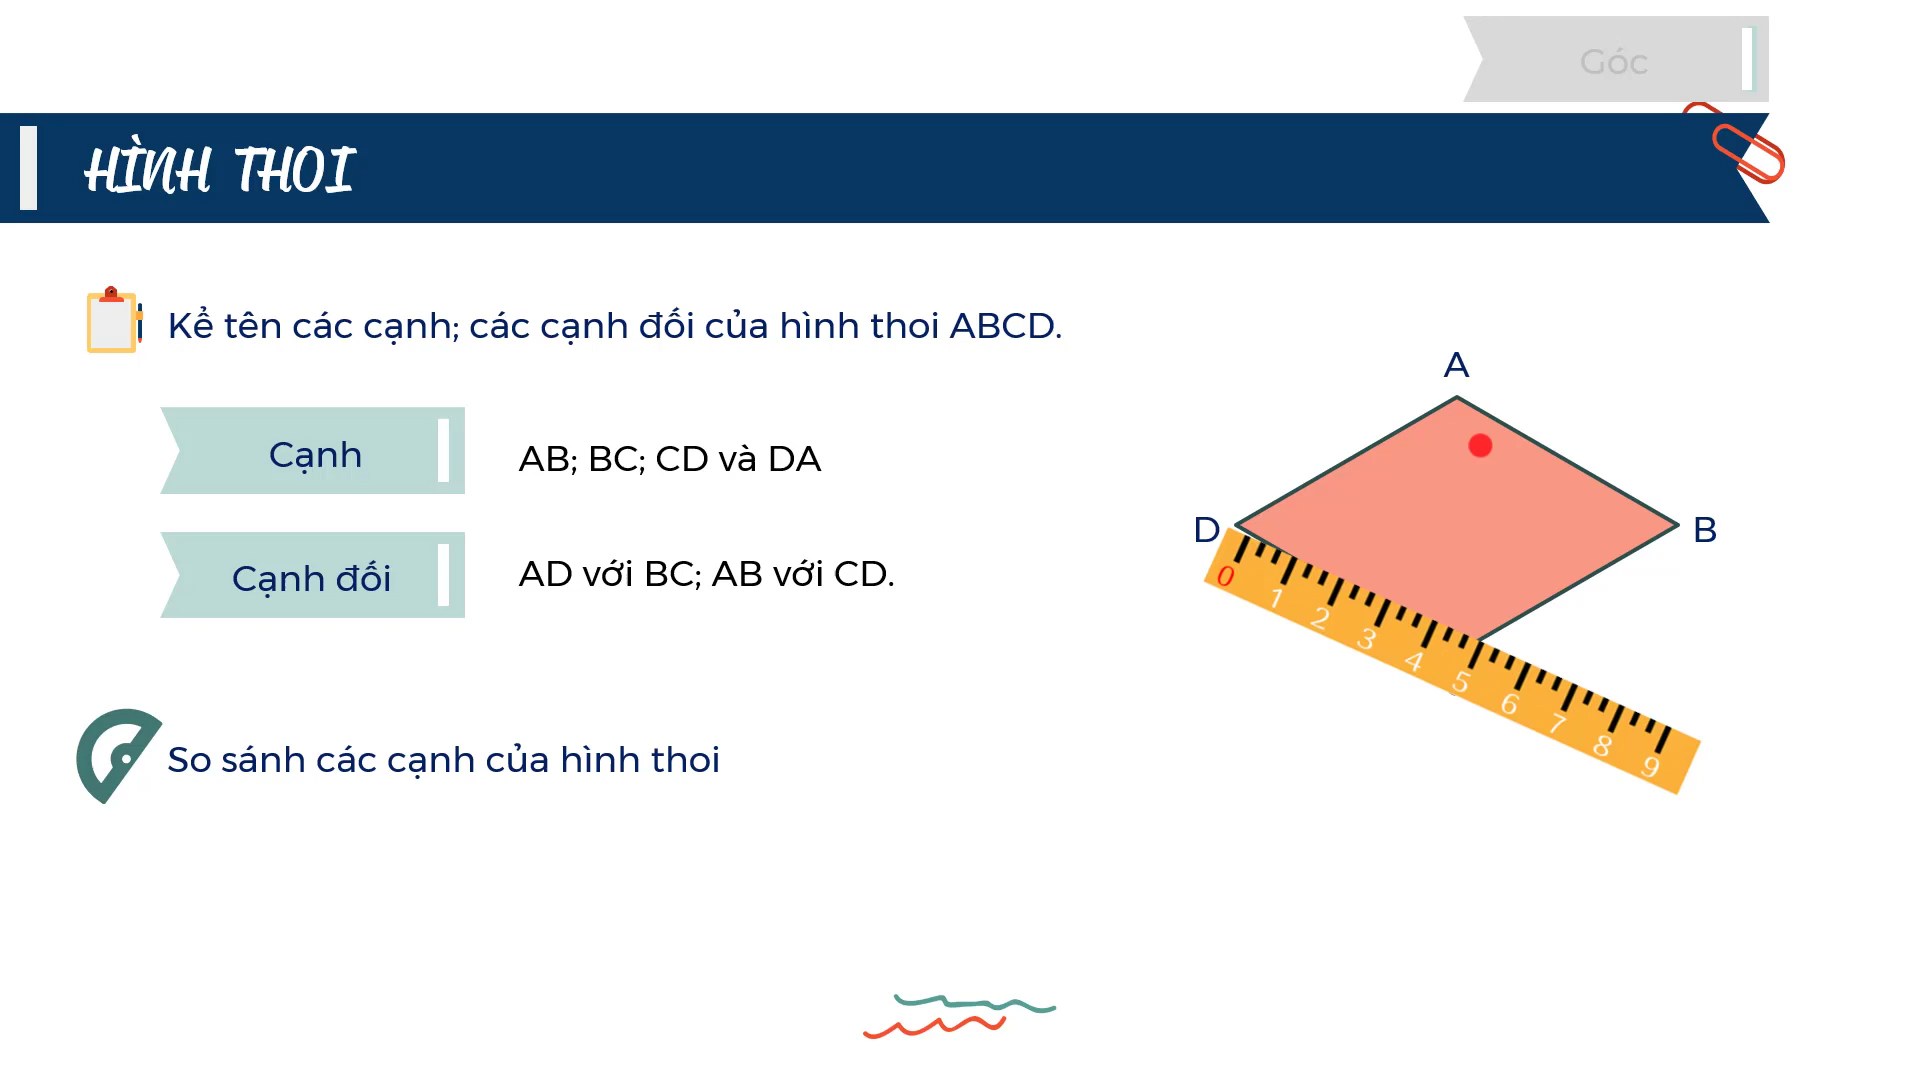 Góc
HÌNH THOI
Kể tên các cạnh; các cạnh đối của hình thoi ABCD.
A
Cạnh
AB; BC; CD và DA
D
B
Cạnh đối
AD với BC; AB với CD.
0 1 2 3 4 5 6 7 8 9
So sánh các cạnh của hình thoi